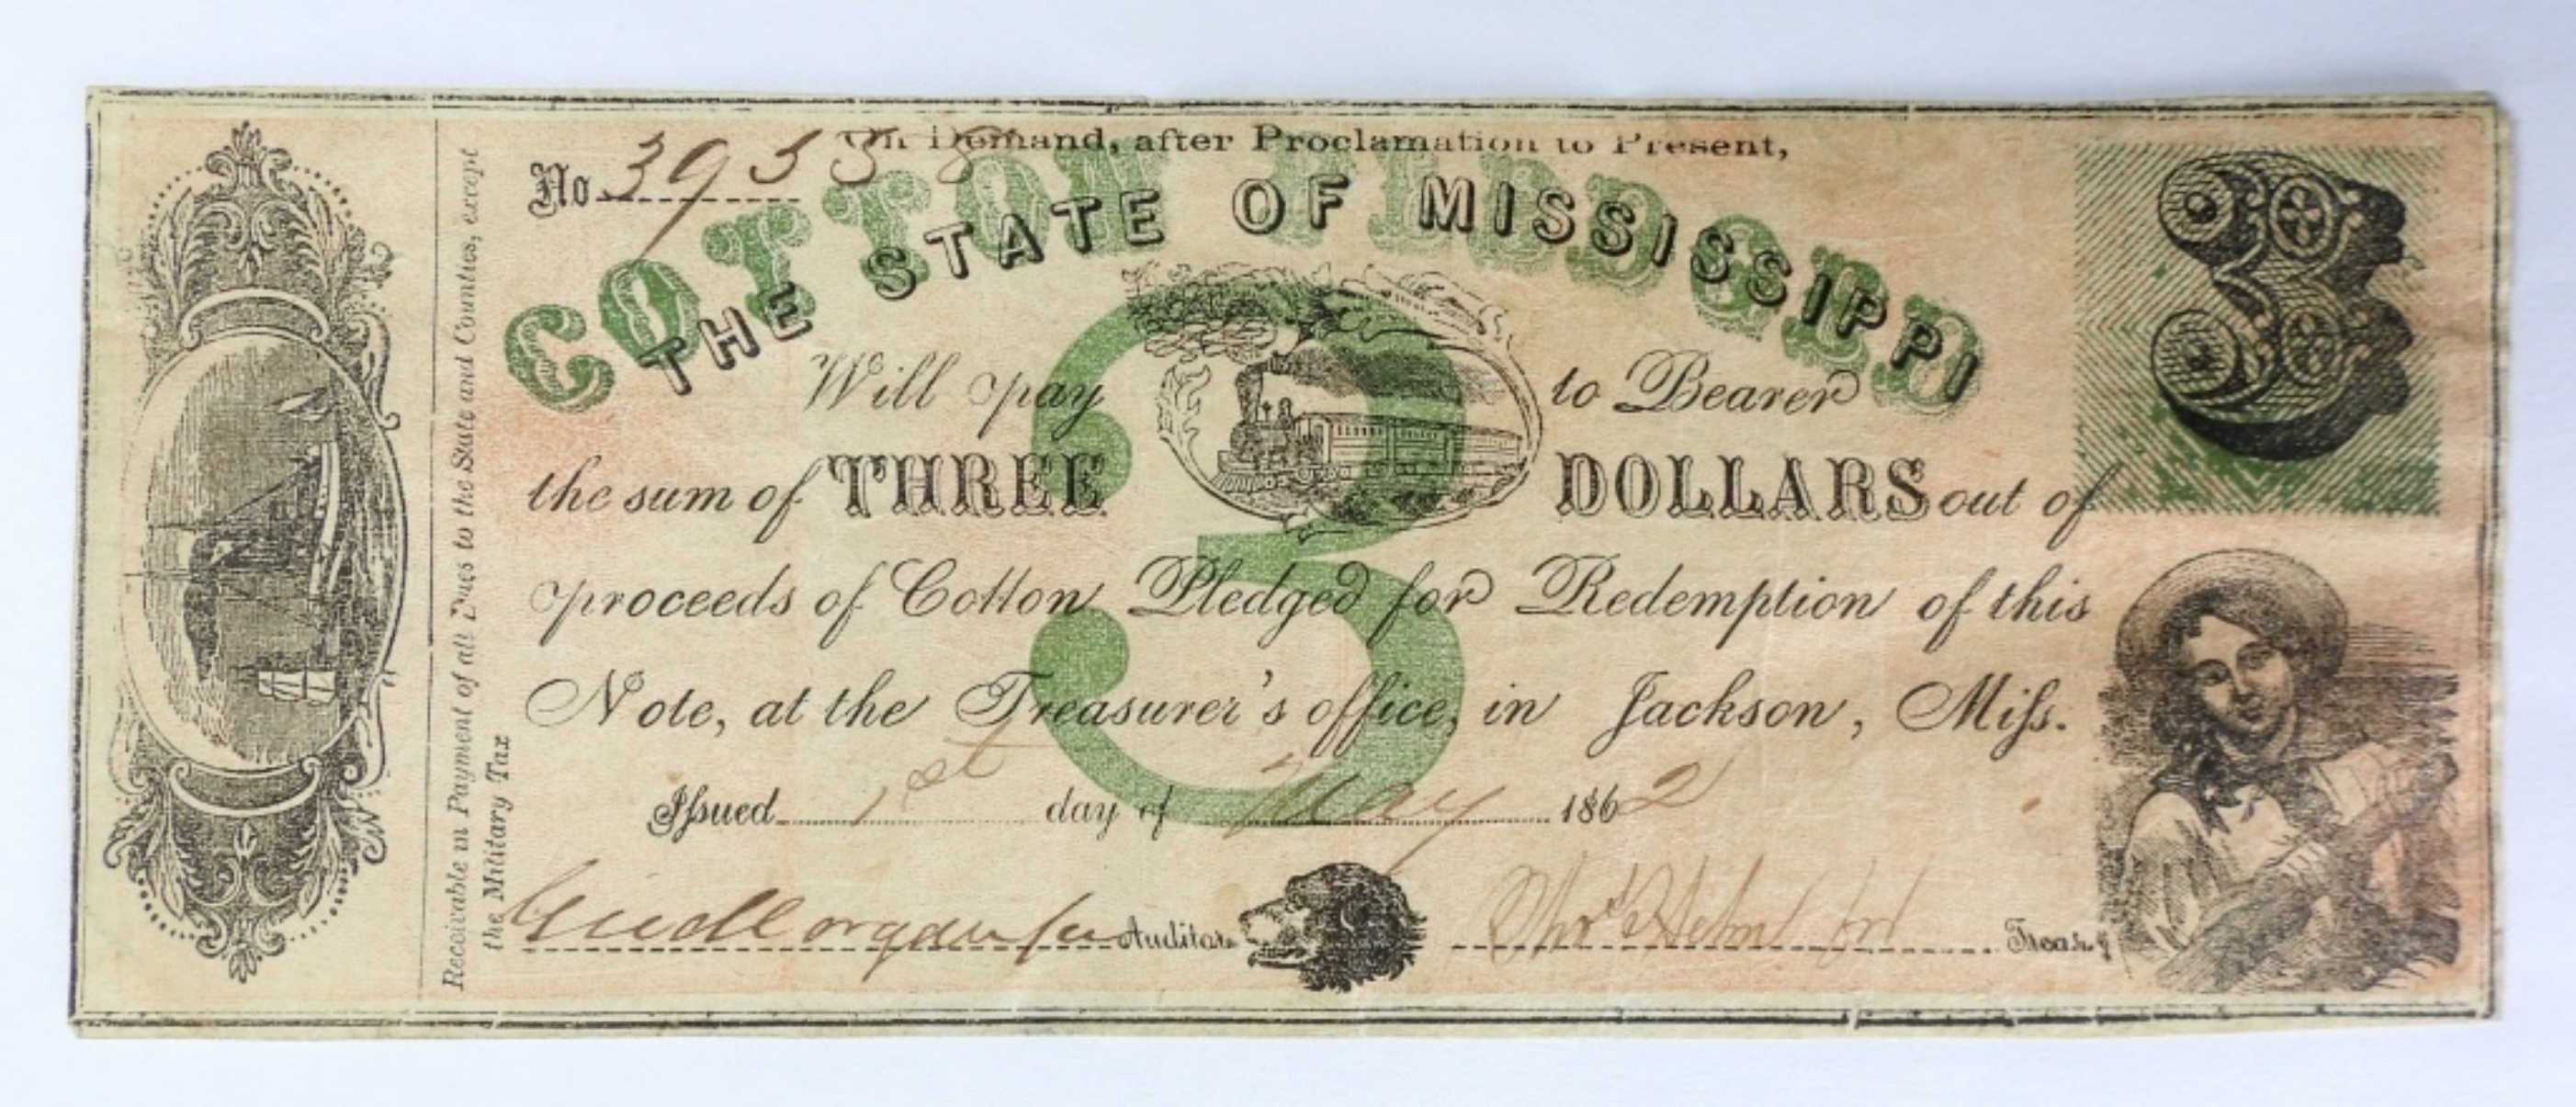 On Demand, after Proclamation to Present,
No 39358
COTTON PLEDGED
THE STATE OF MISSISSIPPI
3
Will pay to Bearer
the sum of THREE DOLLARS out of
3
proceeds of Cotton Pledged for Redemption of this
Note, at the Treasurer's office, in Jackson, Miſs.
Iſsued 1st day of May 1862
Auditor
Treas.
Receivable in Payment of all Dues to the State and Counties, except
the Military Tax